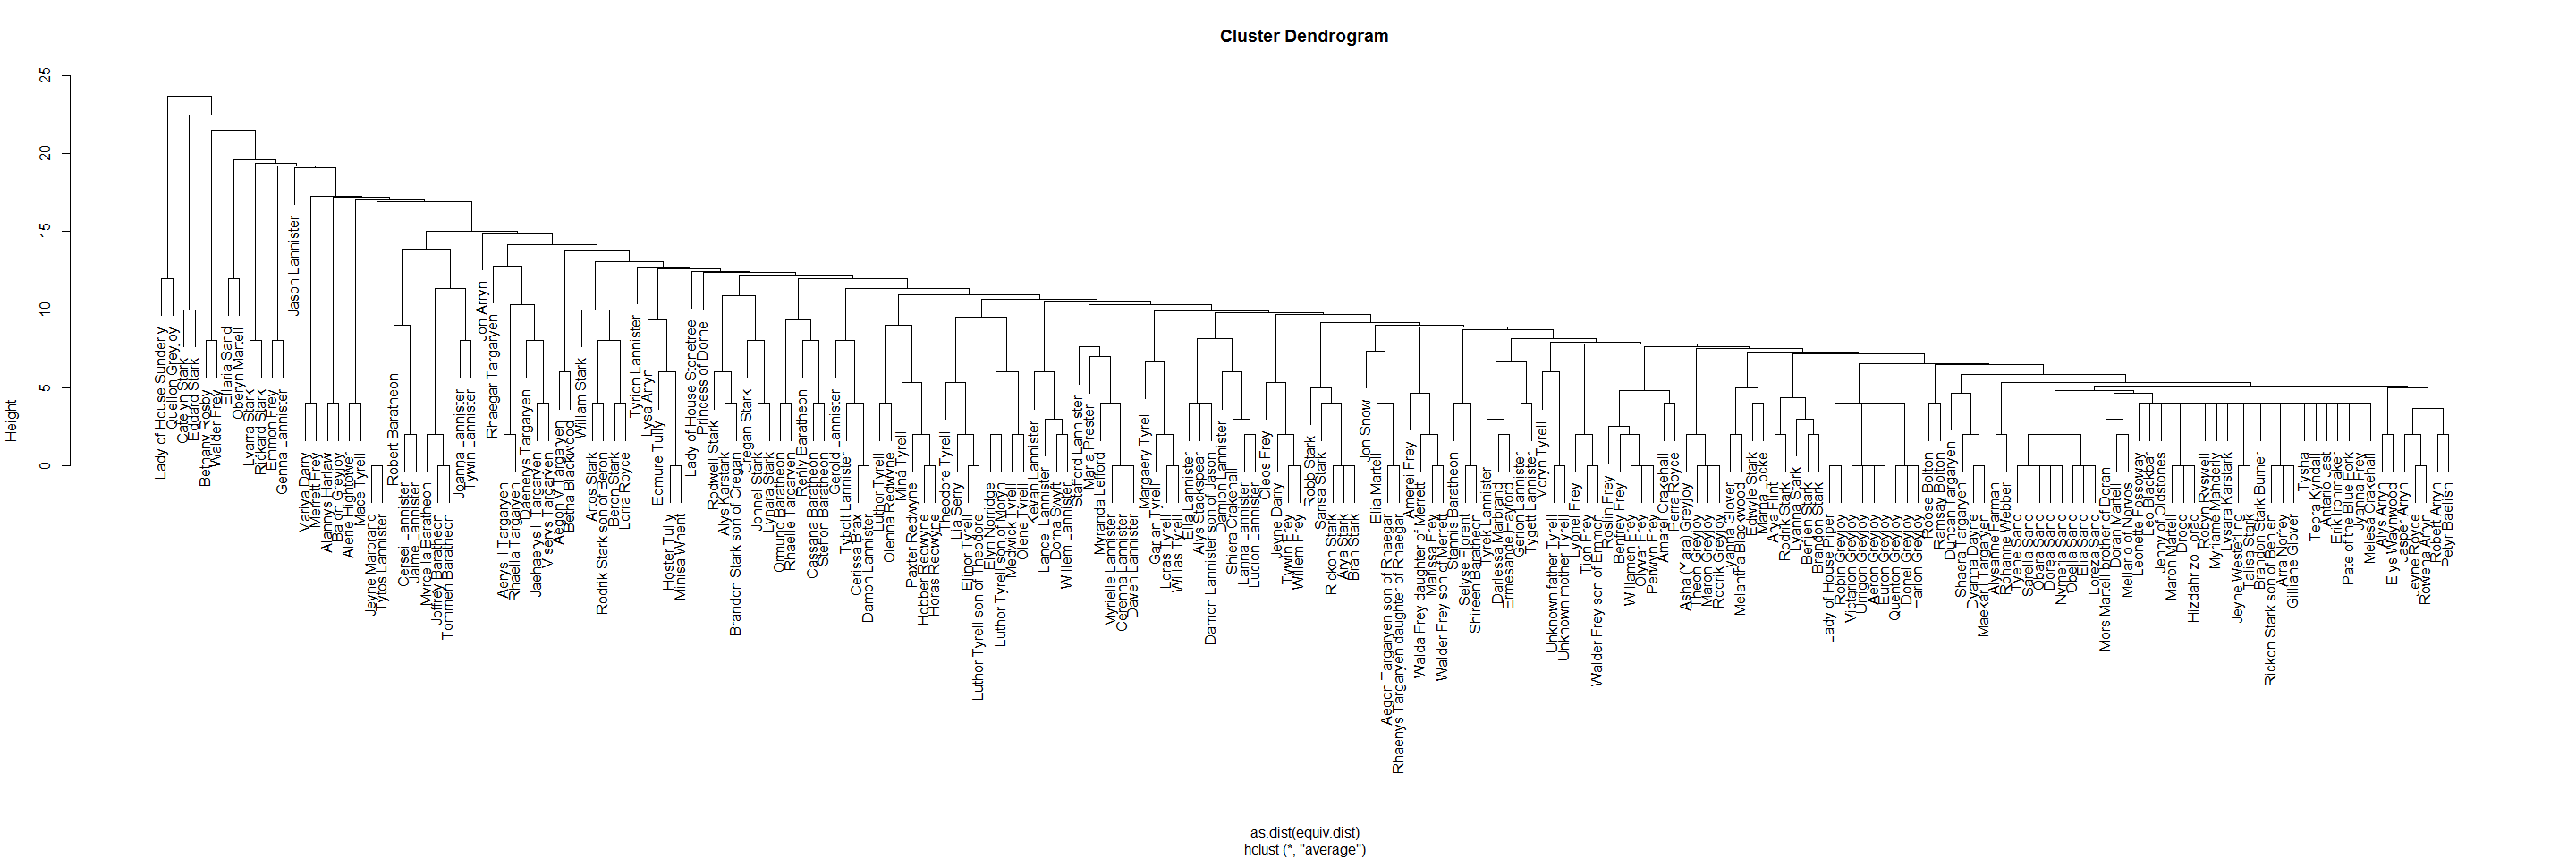 Cluster Dendrogram
Height
25
20
15
10
5
0
Lady of House Sunderly
Quellon Greyjoy
Catelyn Stark
Eddard Stark
Bethany Rosby
Walder Frey
Ellaria Sand
Oberyn Martell
Lyarra Stark
Rickard Stark
Emmon Frey
Genna Lannister
Jason Lannister
Mariya Darry
Merrett Frey
Alannys Harlaw
Balon Greyjoy
Alerie Hightower
Mace Tyrell
Jeyne Marbrand
Tytos Lannister
Robert Baratheon
Cersei Lannister
Jaime Lannister
Myrcella Baratheon
Joffrey Baratheon
Tommen Baratheon
Joanna Lannister
Tywin Lannister
Jon Arryn
Rhaegar Targaryen
Aenys Targaryen
Rhaella Targaryen
Daenerys Targaryen
Jaehaerys II Targaryen
Viserys Targaryen
Aegon V Targaryen
Betha Blackwood
Willam Stark
Artos Stark
Rodrik Stark son of Beron
Beron Stark
Lorra Royce
Tyrion Lannister
Lysa Arryn
Edmure Tully
Hoster Tully
Minisa Whent
Lady of House Stonetree
Princess of Dorne
Rodwell Stark
Alys Karstark
Brandon Stark son of Cregan
Cregan Stark
Jonnel Stark
Lynara Stark
Ormund Baratheon
Rhaelle Targaryen
Renly Baratheon
Cassana Baratheon
Steffon Baratheon
Gerold Lannister
Tybolt Lannister
Cerissa Brax
Damon Lannister
Luthor Tyrell
Olenna Redwyne
Mina Tyrell
Paxter Redwyne
Hobber Redwyne
Horas Redwyne
Theodore Tyrell
Lia Serry
Elinor Tyrell
Luthor Tyrell son of Theodore
Elyn Norridge
Luthor Tyrell son of Moryn
Medwick Tyrell
Olene Tyrell
Kevan Lannister
Lancel Lannister
Dorna Swyft
Willem Lannister
Stafford Lannister
Marla Prester
Myranda Lefford
Myrielle Lannister
Cerenna Lannister
Daven Lannister
Margaery Tyrell
Garlan Tyrell
Loras Tyrell
Willas Tyrell
Ella Lannister
Alys Stackspear
Damon Lannister son of Jason
Damion Lannister
Shiera Crakehall
Lanna Lannister
Lucion Lannister
Cleos Frey
Jeyne Darry
Tywin Frey
Willem Frey
Robb Stark
Sansa Stark
Rickon Stark
Arya Stark
Bran Stark
Jon Snow
Elia Martell
Aegon Targaryen son of Rhaegar
Rhaenys Targaryen daughter of Rhaegar
Amerei Frey
Walda Frey daughter of Merrett
Marissa Frey
Walder Frey son of Merrett
Stannis Baratheon
Selyse Florent
Shireen Baratheon
Tyrek Lannister
Darlessa Marbrand
Ermesande Hayford
Gerion Lannister
Tygett Lannister
Moryn Tyrell
Unknown father Tyrell
Unknown mother Tyrell
Lyonel Frey
Tion Frey
Walder Frey son of Emmon
Roslin Frey
Benfrey Frey
Willamen Frey
Olyvar Frey
Perwyn Frey
Amarei Crakehall
Perra Royce
Asha (Yara) Greyjoy
Theon Greyjoy
Maron Greyjoy
Rodrik Greyjoy
Lyanna Glover
Melantha Blackwood
Edwyle Stark
Marna Locke
Arya Flint
Rodrik Stark
Lyanna Stark
Benjen Stark
Brandon Stark
Lady of House Piper
Robin Greyjoy
Victarion Greyjoy
Urrigon Greyjoy
Aeron Greyjoy
Euron Greyjoy
Quenton Greyjoy
Donel Greyjoy
Harlon Greyjoy
Roose Bolton
Ramsay Bolton
Duncan Targaryen
Shaera Targaryen
Dyanna Dayne
Maekar Targaryen
Alysanne Farman
Rohanne Weber
Tyene Sand
Sarella Sand
Obara Sand
Dorea Sand
Nymeria Sand
Obella Sand
Elia Sand
Loreza Sand
Mors Martell brother of Doran
Doran Martell
Mellario of Norvos
Leonette Fossoway
Leo Blackbar
Jenny of Oldstones
Maron Martell
Drogo
Hizdahr zo Loraq
Robyn Ryswell
Myriame Manderly
Lysara Karstark
Jeyne Westerling
Talisa Stark
Brandon Stark Burner
Rickon Stark son of Benjen
Arra Norrey
Gilliane Glover
Tysha
Teora Kyndall
Antario Jast
Erik Ironmaker
Pate of the Blue Fork
Jyanna Frey
Melesa Crakehall
Alys Arryn
Elys Waynwood
Jasper Arryn
Jeyne Royce
Rowena Arryn
Robert Arryn
Petyr Baelish
as.dist(equiv.dist)
hclust (*, "average")